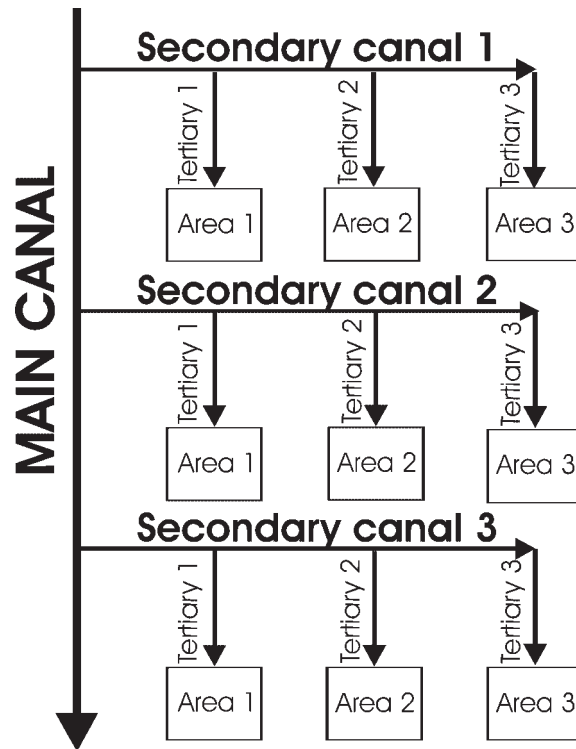 MAIN CANAL
Secondary canal 1
Tertiary 1
Tertiary 2
Tertiary 3
Area 1
Area 2
Area 3
Secondary canal 2
Tertiary 1
Tertiary 2
Tertiary 3
Area 1
Area 2
Area 3
Secondary canal 3
Tertiary 1
Tertiary 2
Tertiary 3
Area 1
Area 2
Area 3